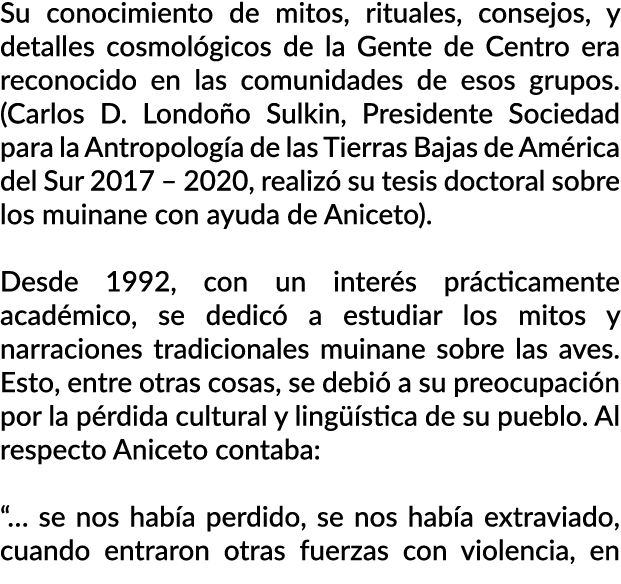 Su conocimiento de mitos, rituales, consejos, y
detalles cosmológicos de la Gente de Centro era
reconocido en las comunidades de esos grupos.
(Carlos D. Londoño Sulkin, Presidente Sociedad
para la Antropología de las Tierras Bajas de América
del Sur 2017 – 2020, realizó su tesis doctoral sobre
los muinane con ayuda de Aniceto).

Desde 1992, con un interés prácticamente
académico, se dedicó a estudiar los mitos y
narraciones tradicionales muinane sobre las aves.
Esto, entre otras cosas, se debió a su preocupación
por la pérdida cultural y lingüística de su pueblo. Al
respecto Aniceto contaba:

“… se nos había perdido, se nos había extraviado,
cuando entraron otras fuerzas con violencia, en